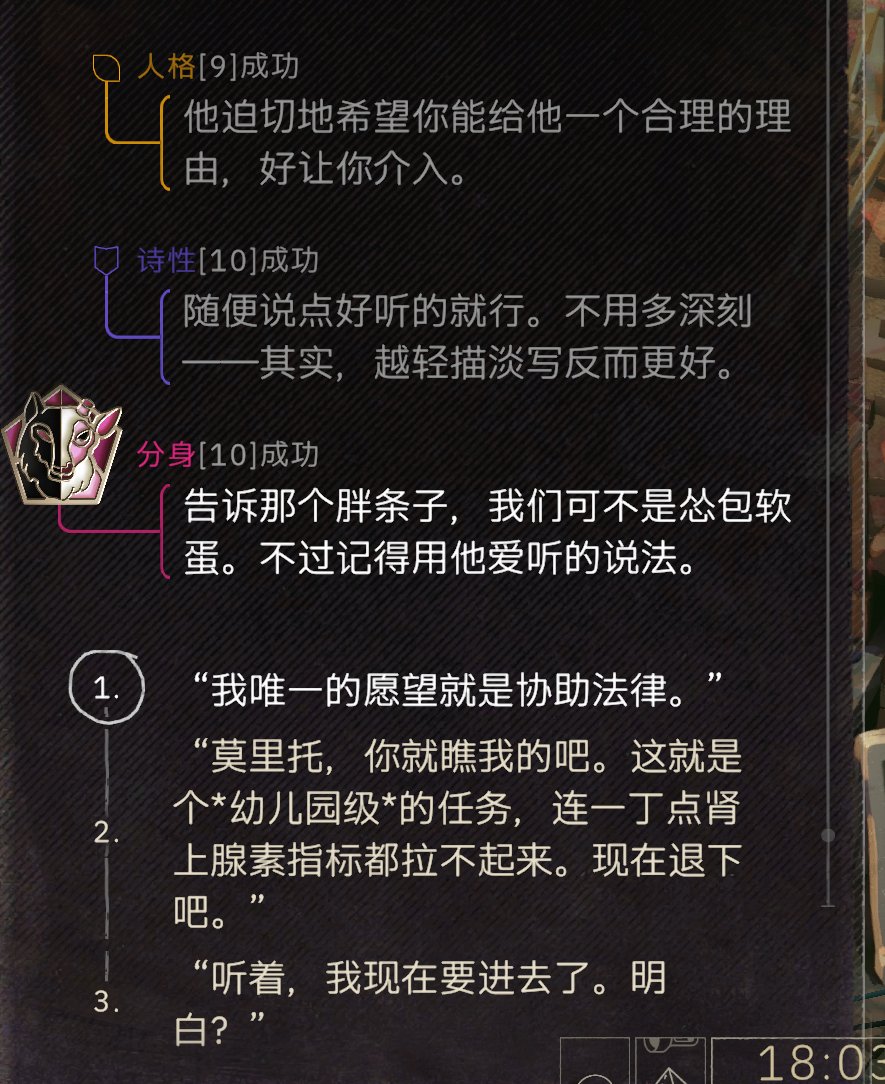 人格[9]成功
他迫切地希望你能给他一个合理的理
由，好让你介入。
诗性[10]成功
随便说点好听的就行。不用多深刻
——其实，越轻描淡写反而更好。
分身[10]成功
告诉那个胖条子，我们可不是怂包软
蛋。不过记得用他爱听的说法。
1. “我唯一的愿望就是协助法律。”
“莫里托，你就瞧我的吧。这就是
个*幼儿园级*的任务，连一丁点肾
2. 上腺素指标都拉不起来。现在退下
吧。”
“听着，我现在要进去了。明
3. 白？”